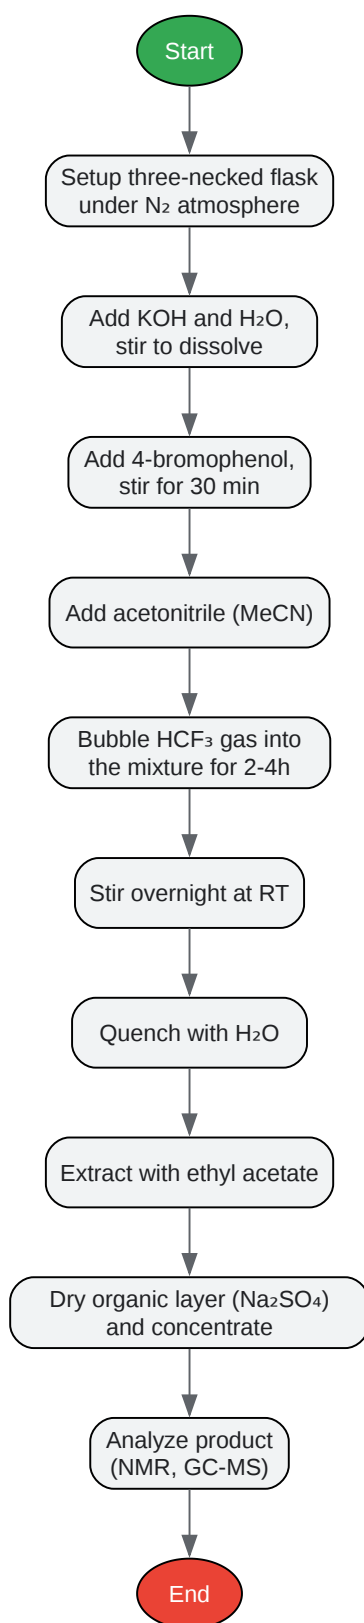 Start
Setup three-necked flask
under N₂ atmosphere
Add KOH and H₂O,
stir to dissolve
Add 4-bromophenol,
stir for 30 min
Add acetonitrile (MeCN)
Bubble HCF₃ gas into
the mixture for 2-4h
Stir overnight at RT
Quench with H₂O
Extract with ethyl acetate
Dry organic layer (Na₂SO₄)
and concentrate
Analyze product
(NMR, GC-MS)
End